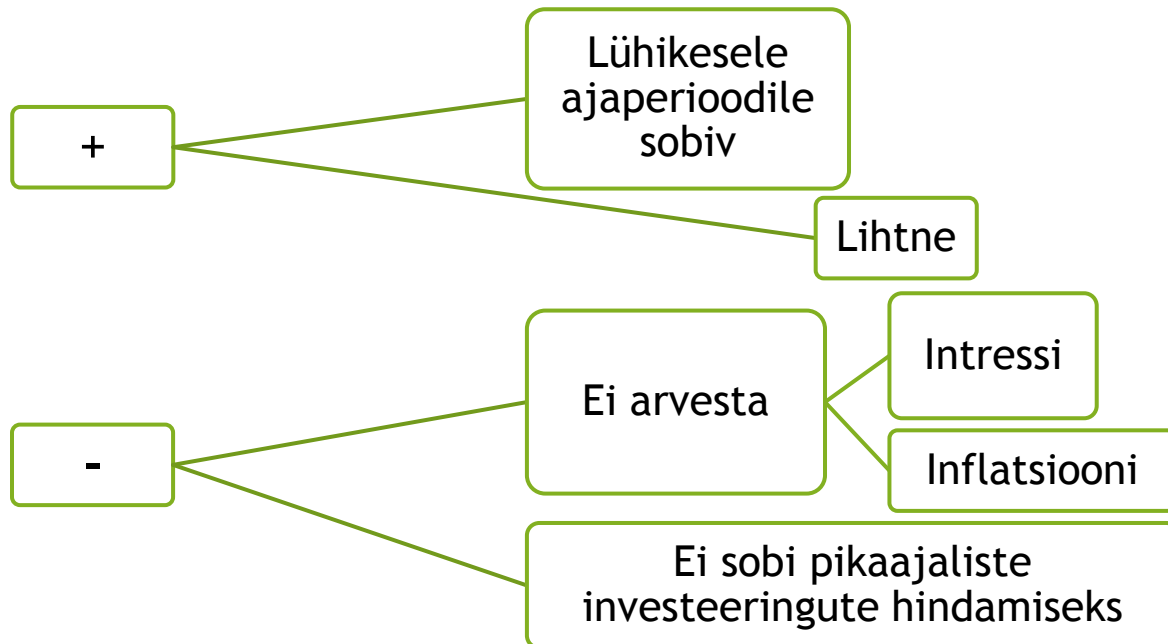 +
Lühikesele
ajaperioodile
sobiv
Lihtne
-
Ei arvesta
Intressi
Inflatsiooni
Ei sobi pikaajaliste
investeeringute hindamiseks